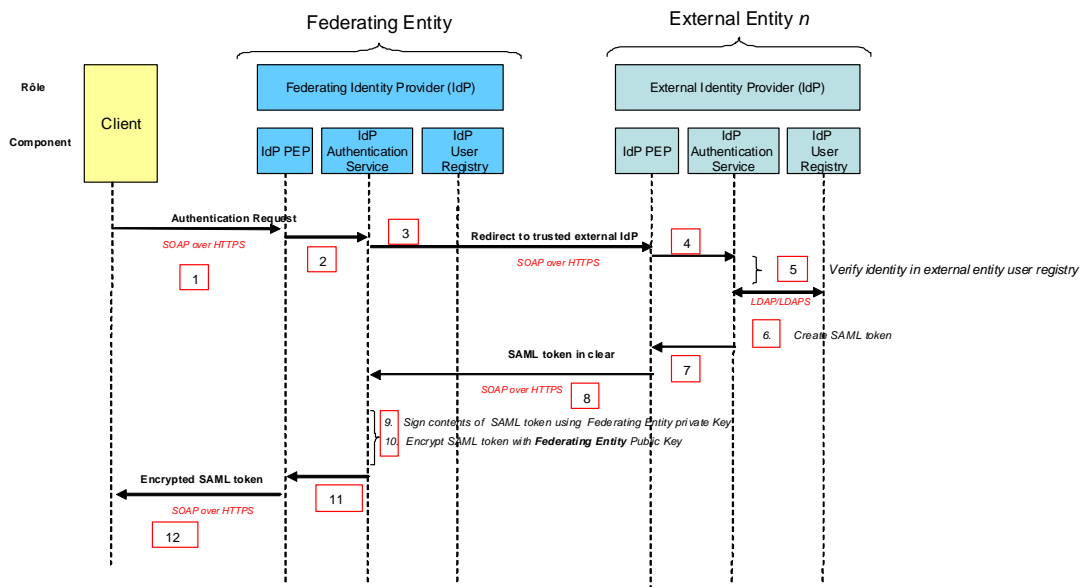 Federating Entity
External Entity n
Rôle
Client
Federating Identity Provider (IdP)
External Identity Provider (IdP)
Component
IdP PEP
IdP
Authentication
Service
IdP
User
Registry
IdP PEP
IdP
Authentication
Service
IdP
User
Registry
Authentication Request
SOAP over HTTPS
1
2
3
Redirect to trusted external IdP
SOAP over HTTPS
4
5
Verify identity in external entity user registry
LDAP/LDAPS
6. Create SAML token
SAML token in clear
7
SOAP over HTTPS
8
9. Sign contents of SAML token using Federating Entity private Key
10. Encrypt SAML token with Federating Entity Public Key
Encrypted SAML token
11
SOAP over HTTPS
12